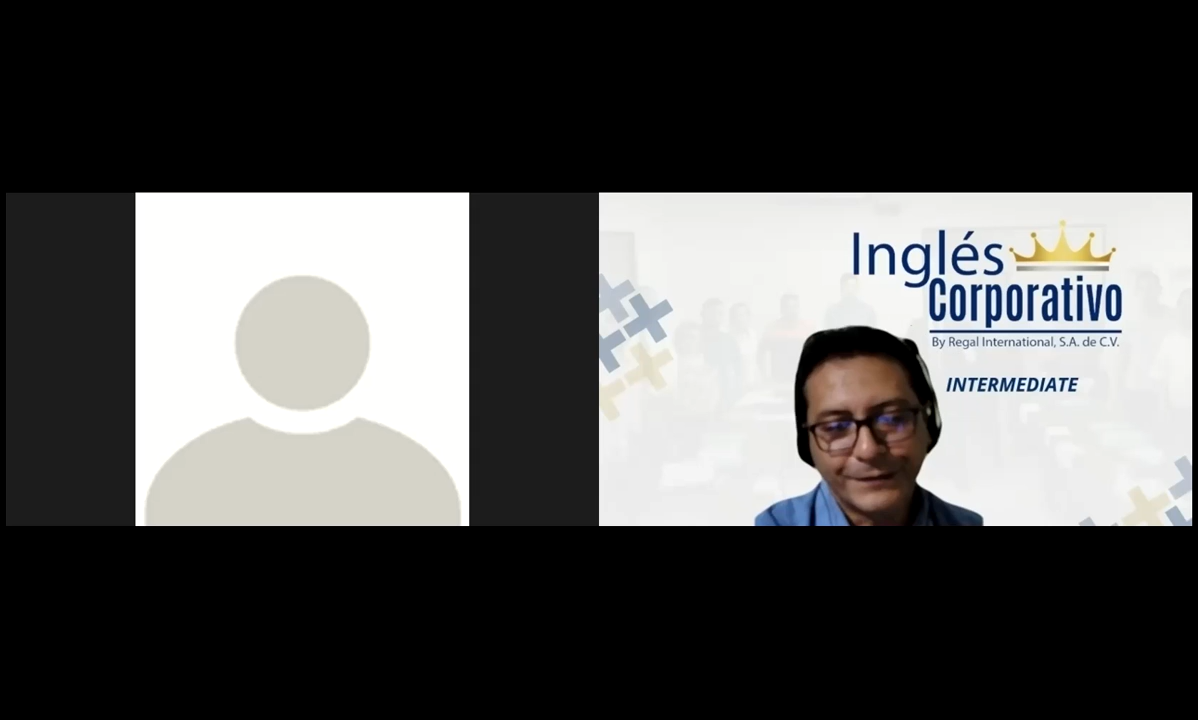 Inglés
Corporativo
By Regal International, S.A. de C.V.
INTERMEDIATE